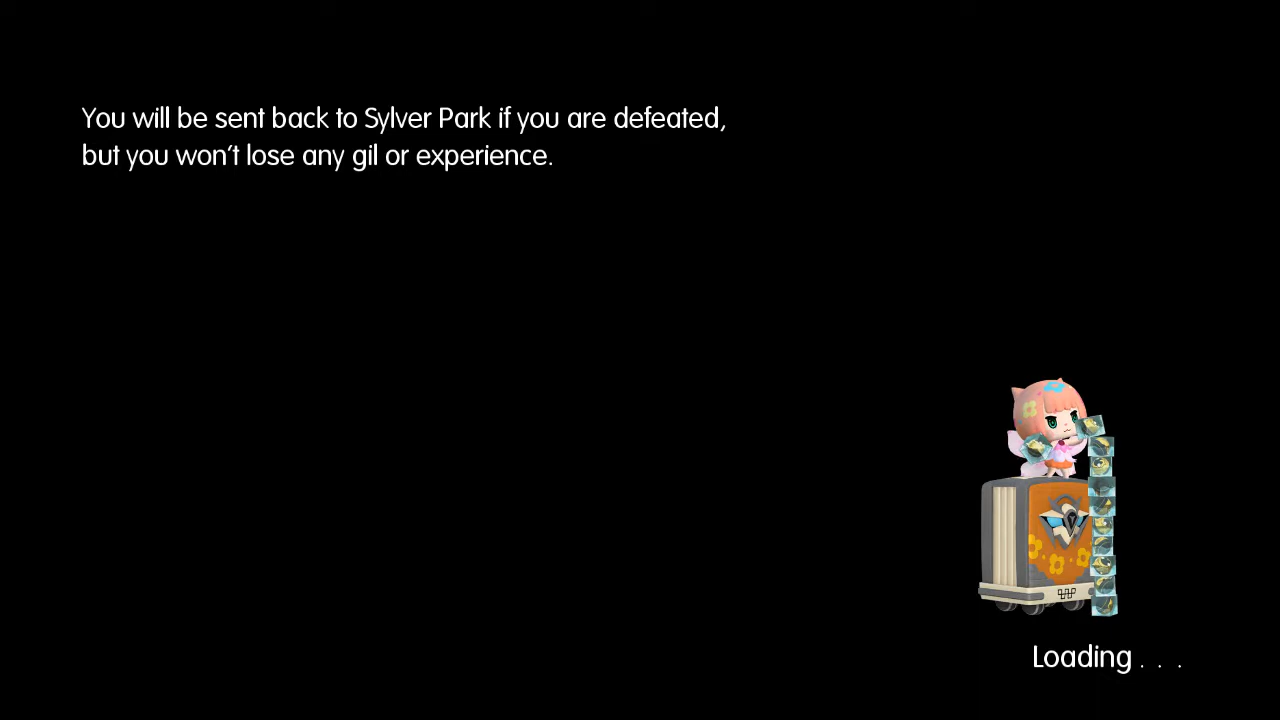 You will be sent back to Sylver Park if you are defeated,
but you won't lose any gil or experience.
Loading . . .